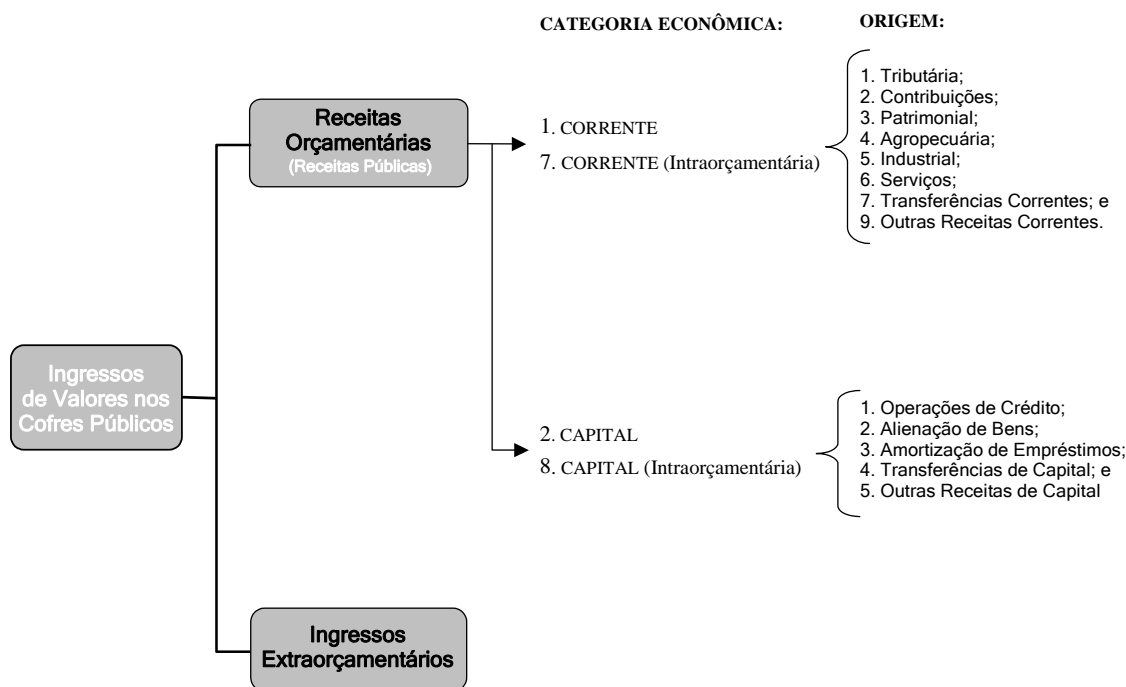 CATEGORIA ECONÔMICA:
ORIGEM:
Receitas
Orçamentárias
(Receitas Públicas)
1. CORRENTE
7. CORRENTE (Intraorçamentária)
1. Tributária;
2. Contribuições;
3. Patrimonial;
4. Agropecuária;
5. Industrial;
6. Serviços;
7. Transferências Correntes; e
9. Outras Receitas Correntes.
Ingressos
de Valores nos
Cofres Públicos
2. CAPITAL
8. CAPITAL (Intraorçamentária)
1. Operações de Crédito;
2. Alienação de Bens;
3. Amortização de Empréstimos;
4. Transferências de Capital; e
5. Outras Receitas de Capital
Ingressos
Extraorçamentários